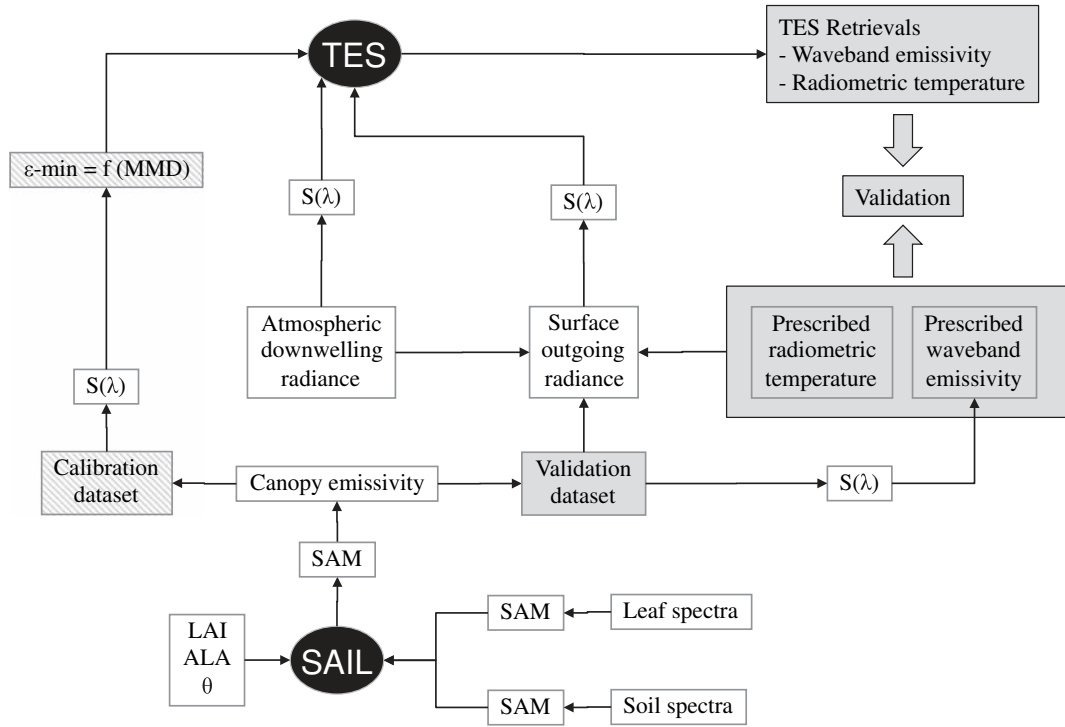 TES
TES Retrievals
- Waveband emissivity
- Radiometric temperature
ε-min = f (MMD)
S(λ)
S(λ)
Validation
Atmospheric
downwelling
radiance
Surface
outgoing
radiance
Prescribed
radiometric
temperature
Prescribed
waveband
emissivity
S(λ)
Calibration
dataset
Canopy emissivity
Validation
dataset
S(λ)
SAM
LAI
ALA
θ
SAIL
SAM
Leaf spectra
SAM
Soil spectra